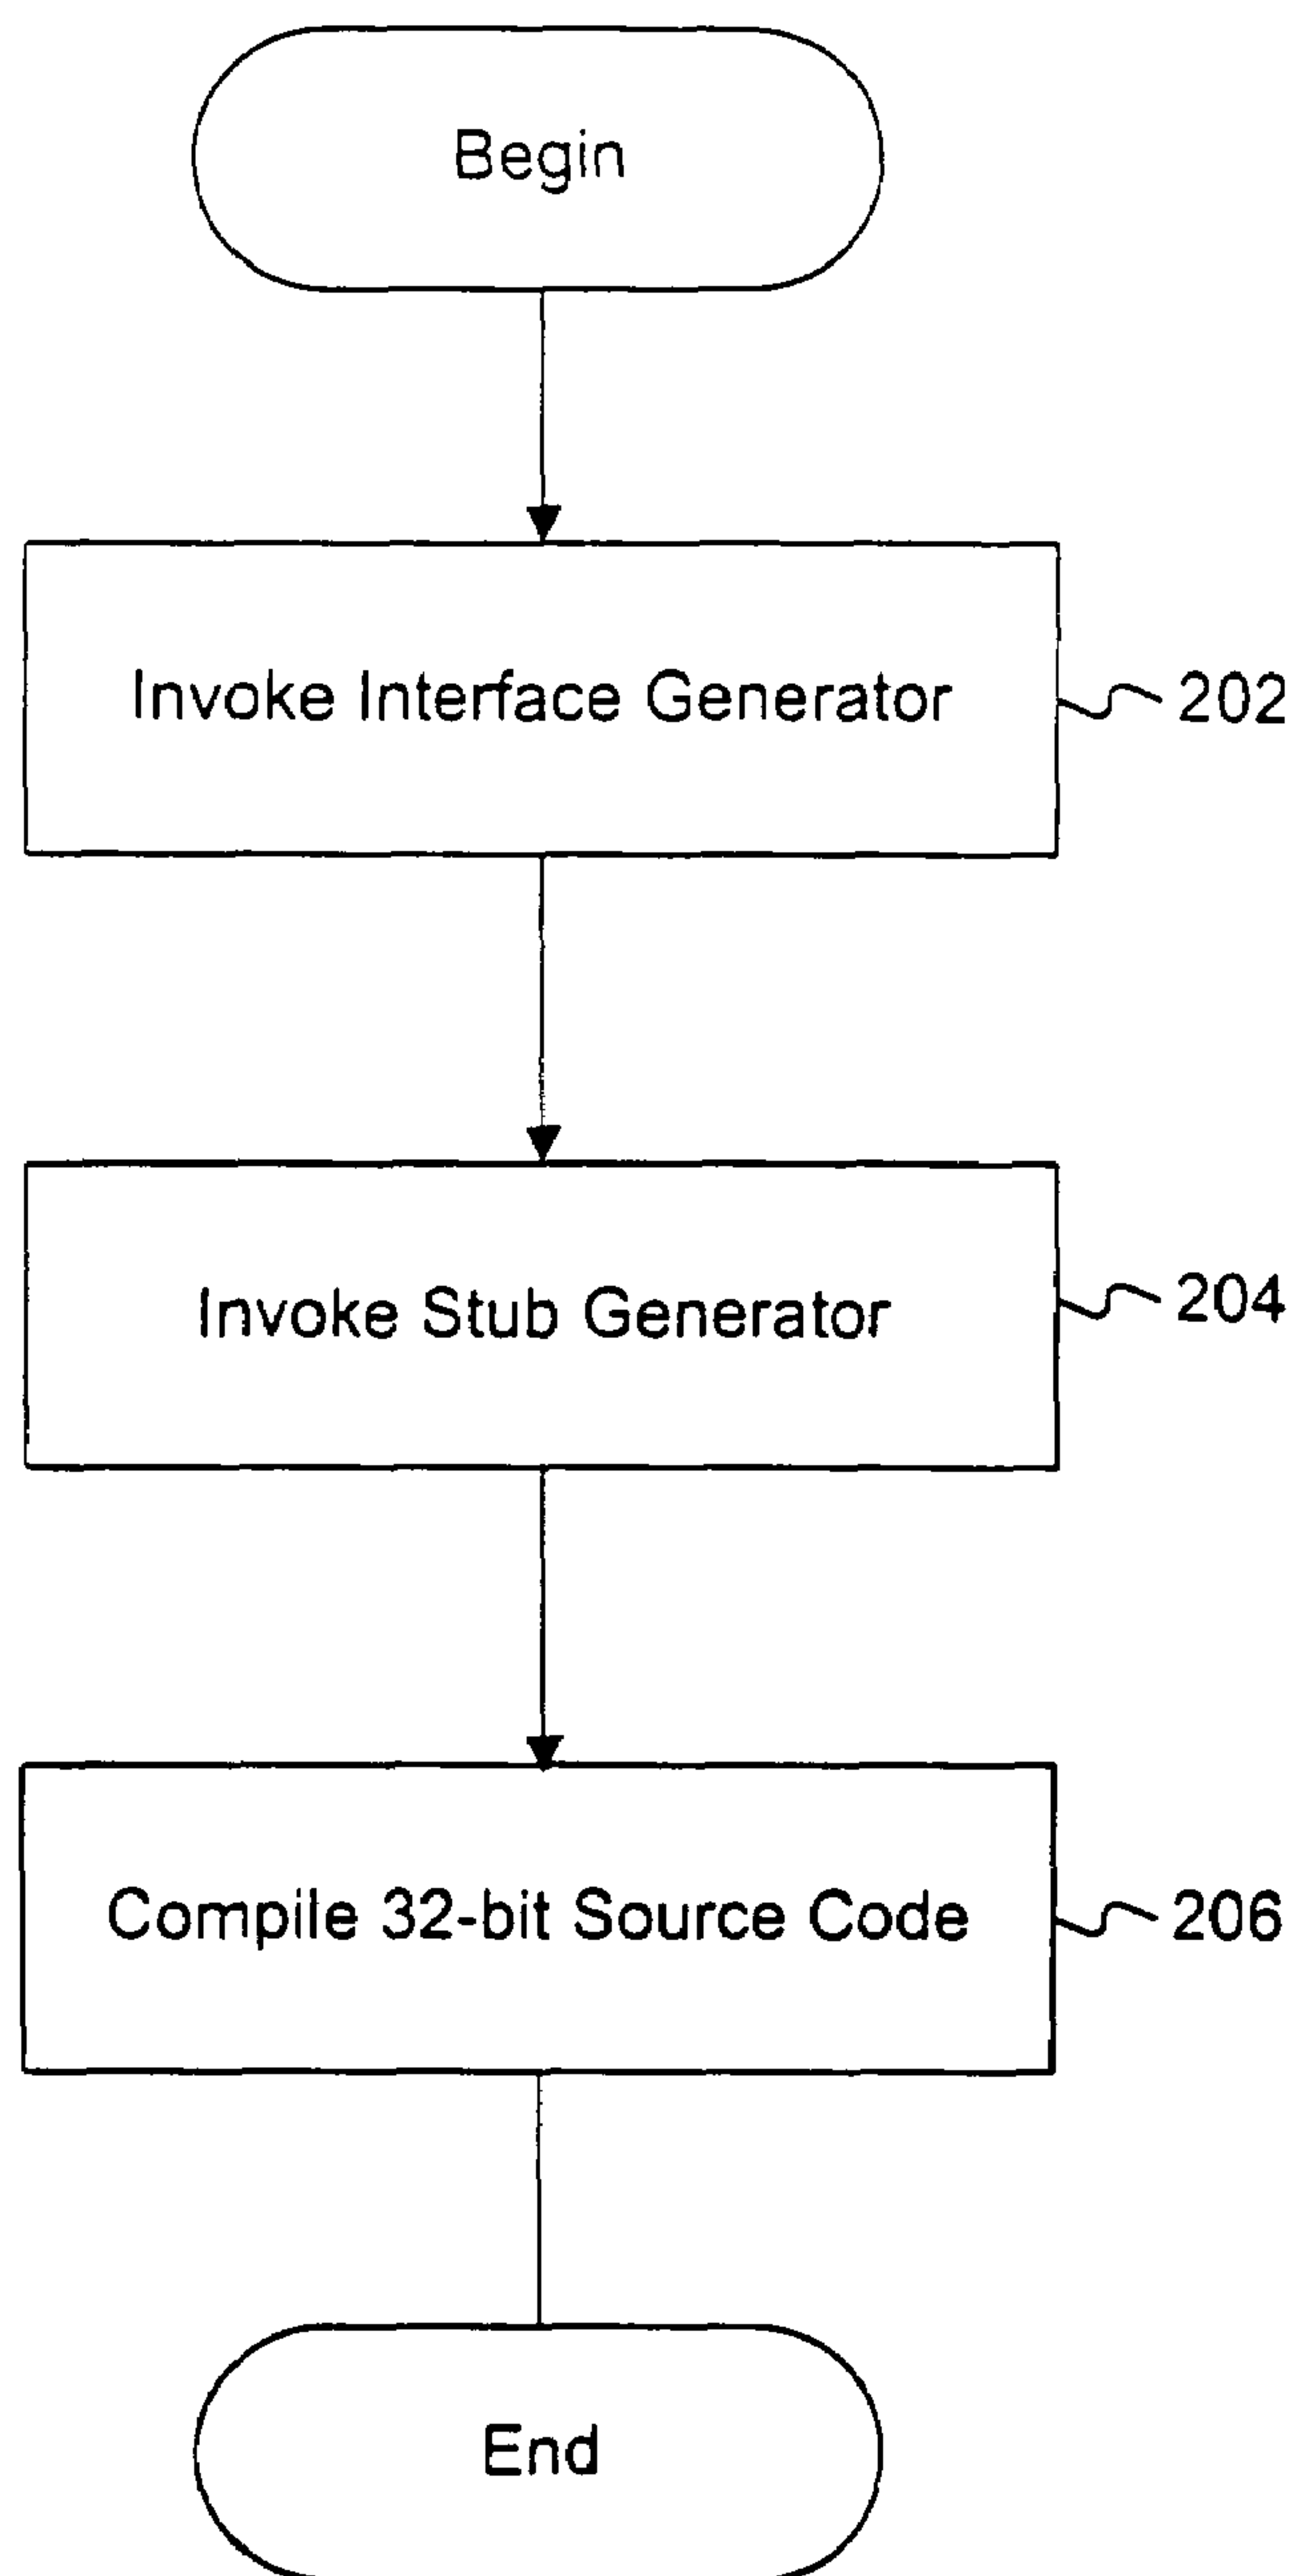 Begin
Invoke Interface Generator
202
Invoke Stub Generator
204
Compile 32-bit Source Code
206
End